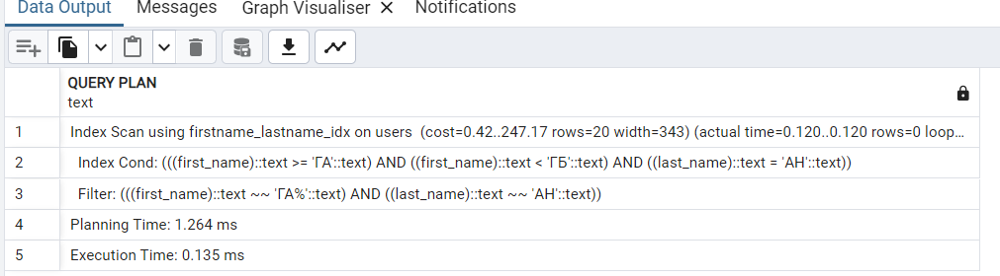 Data Output Messages Graph Visualiser Notifications
QUERY PLAN
text
1 Index Scan using firstname_lastname_idx on users (cost=0.42..247.17 rows=20 width=343) (actual time=0.120..0.120 rows=0 loop...
2 Index Cond: (((first_name)::text >= 'ГА'::text) AND ((first_name)::text < 'ГБ'::text) AND ((last_name)::text = 'АН'::text))
3 Filter: (((first_name)::text ~~ 'ГА%'::text) AND ((last_name)::text ~~ 'АН'::text))
4 Planning Time: 1.264 ms
5 Execution Time: 0.135 ms